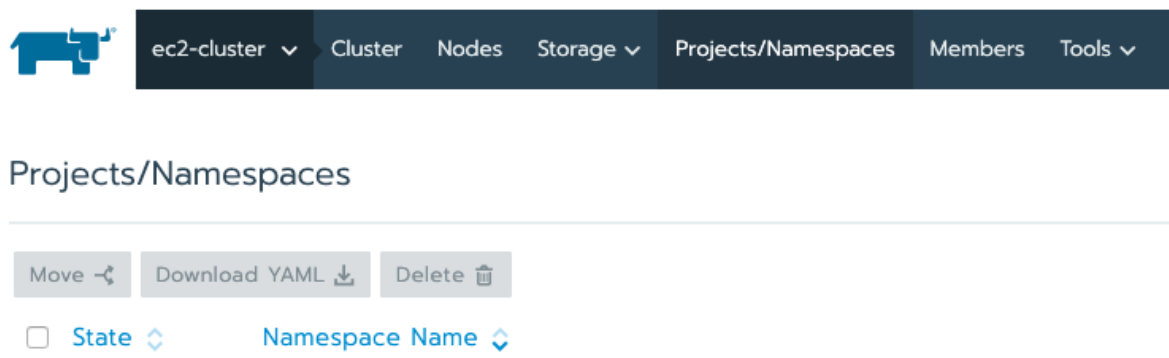 ec2-cluster Cluster Nodes Storage Projects/Namespaces Members Tools
Projects/Namespaces
Move Download YAML Delete
State Namespace Name